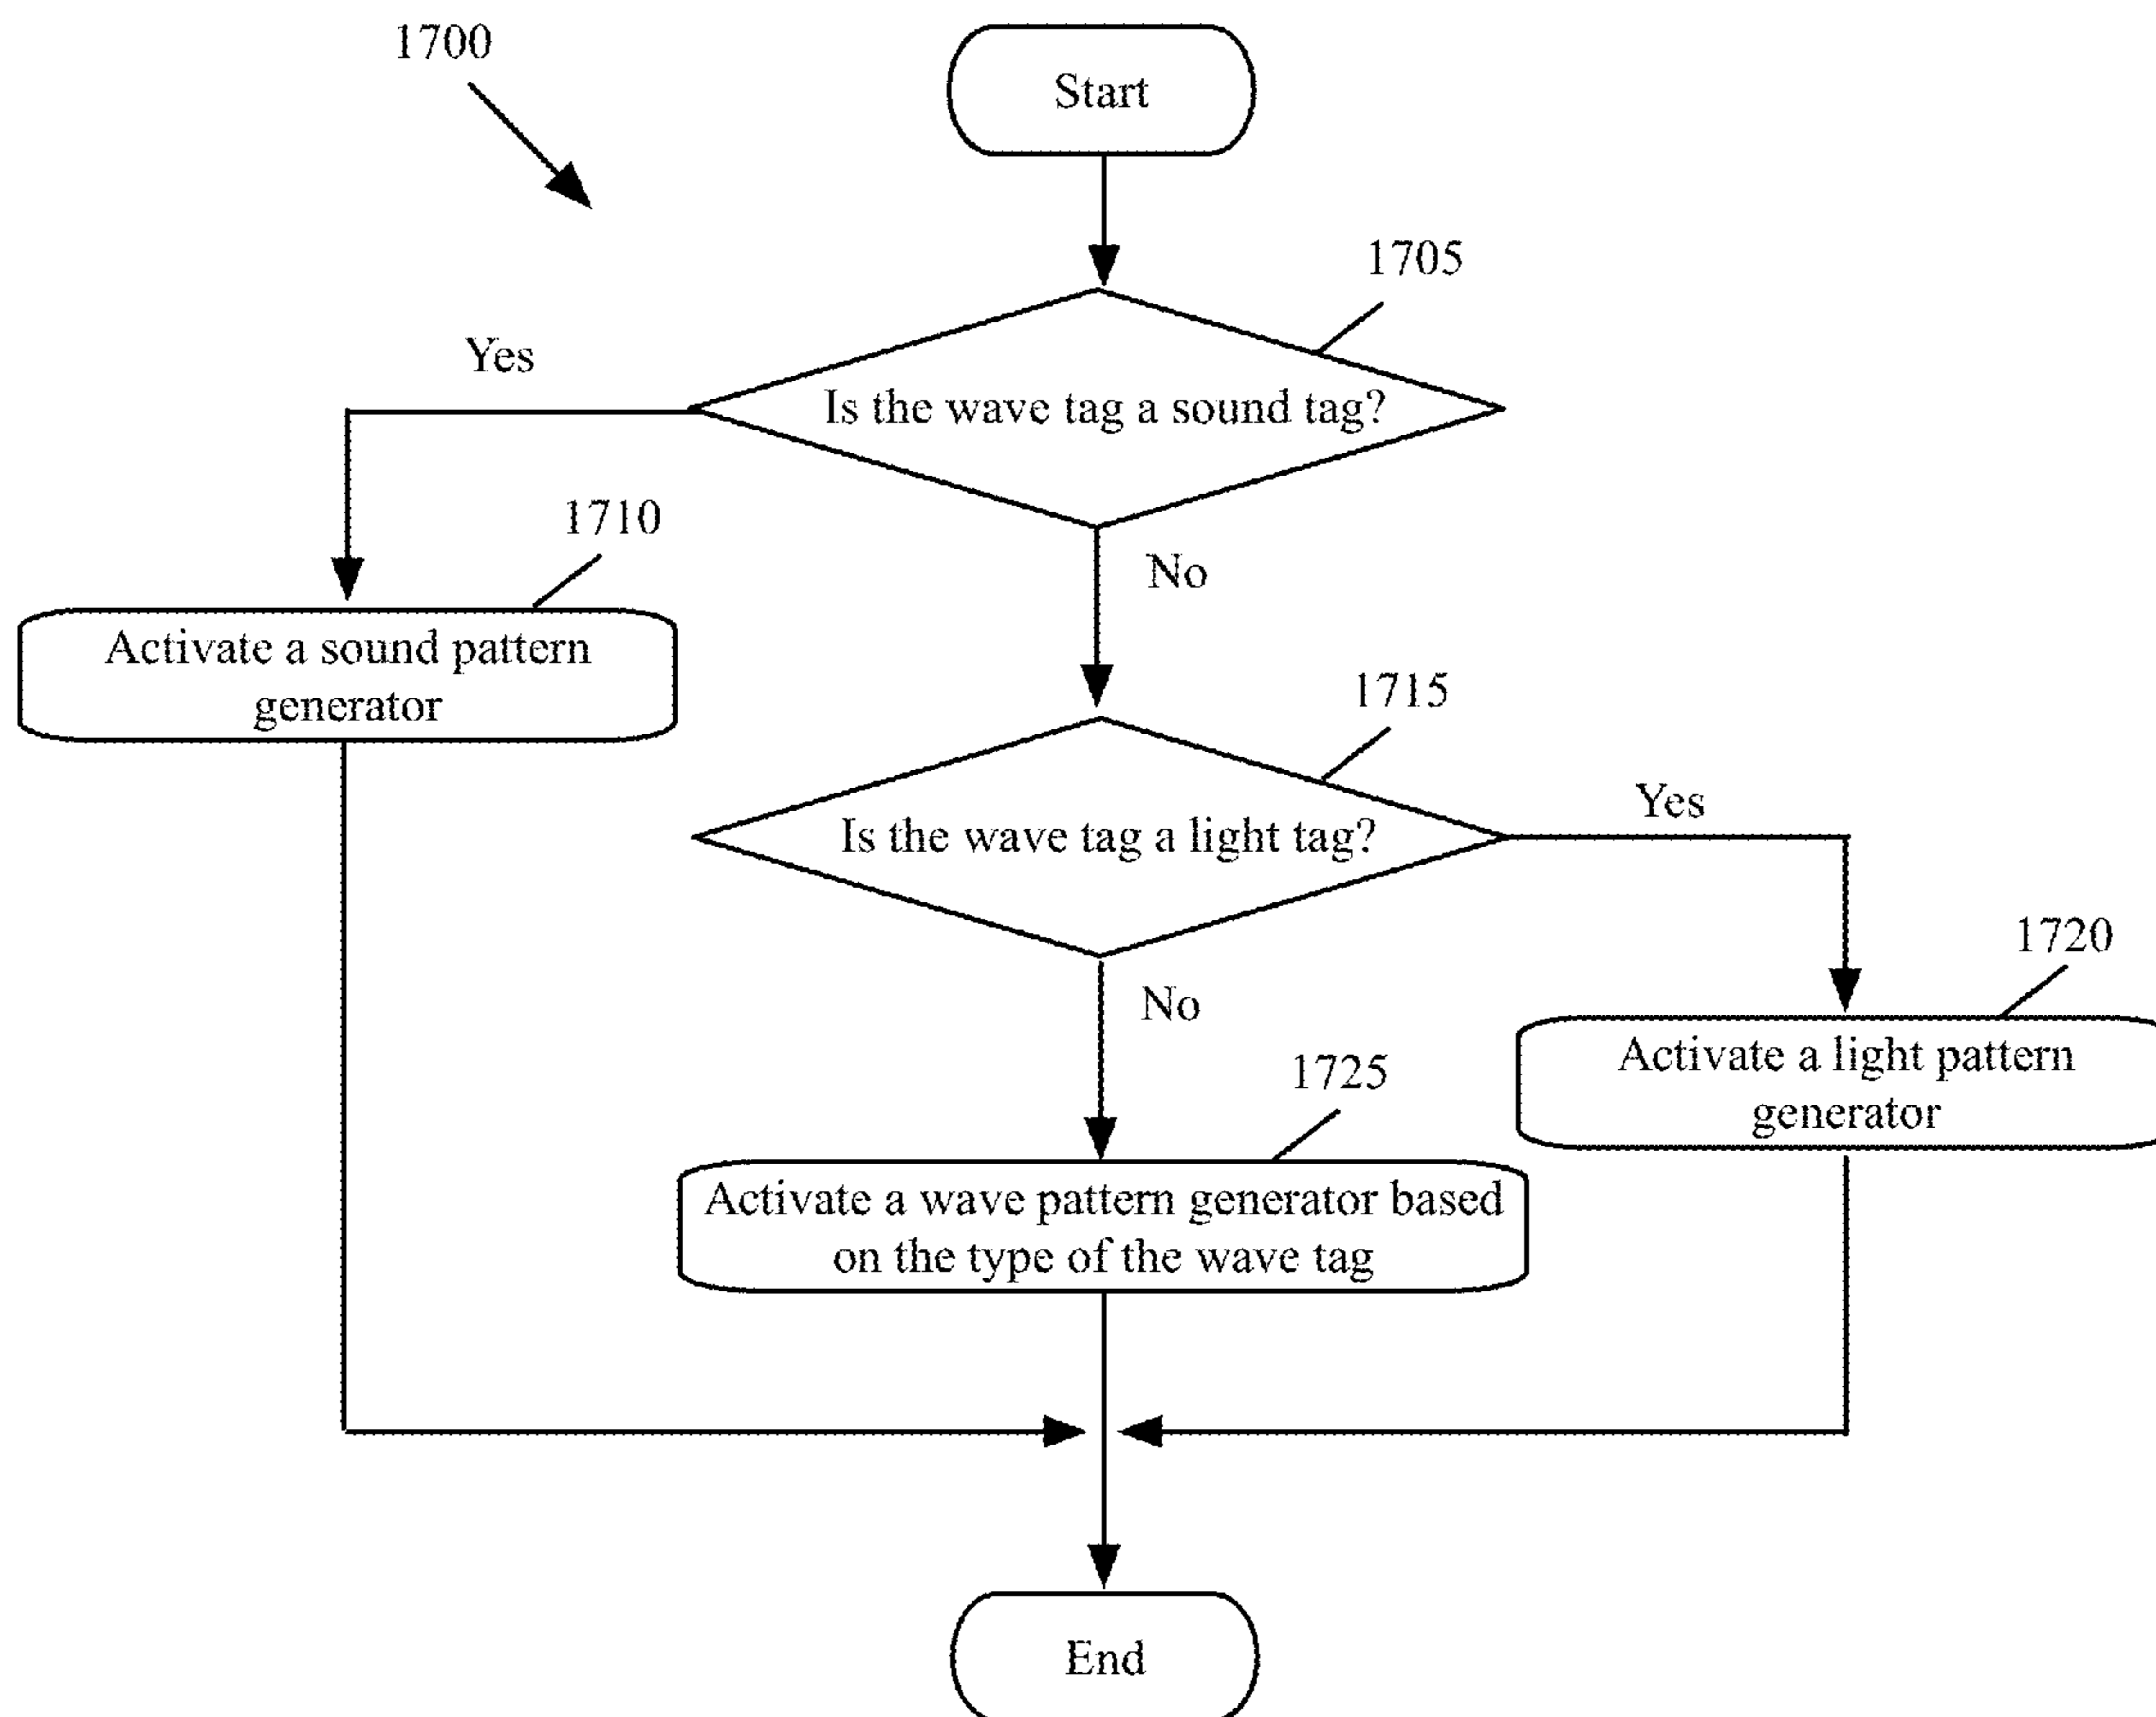 1700
Start
1705
Yes
Is the wave tag a sound tag?
1710
No
Activate a sound pattern
generator
1715
Yes
Is the wave tag a light tag?
1720
No
Activate a light pattern
generator
1725
Activate a wave pattern generator based
on the type of the wave tag
End